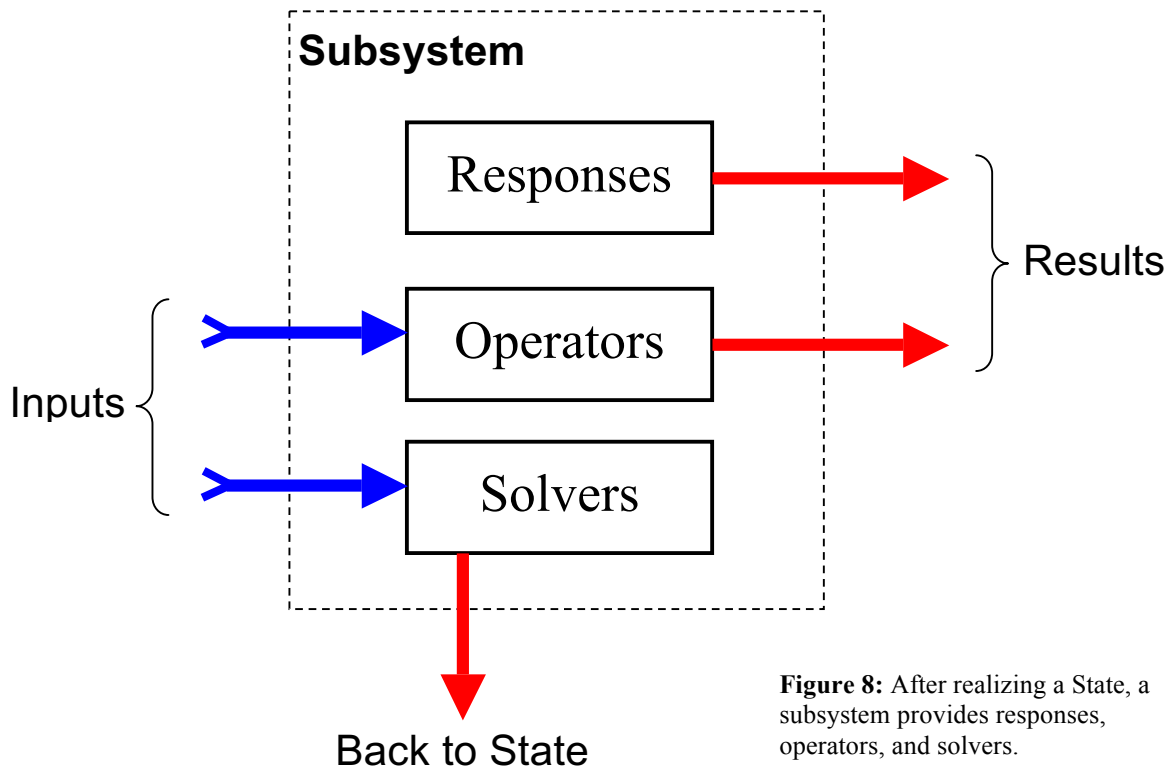 Subsystem
Responses
Results
Operators
Inputs
Solvers
Back to State
Figure 8: After realizing a State, a
subsystem provides responses,
operators, and solvers.